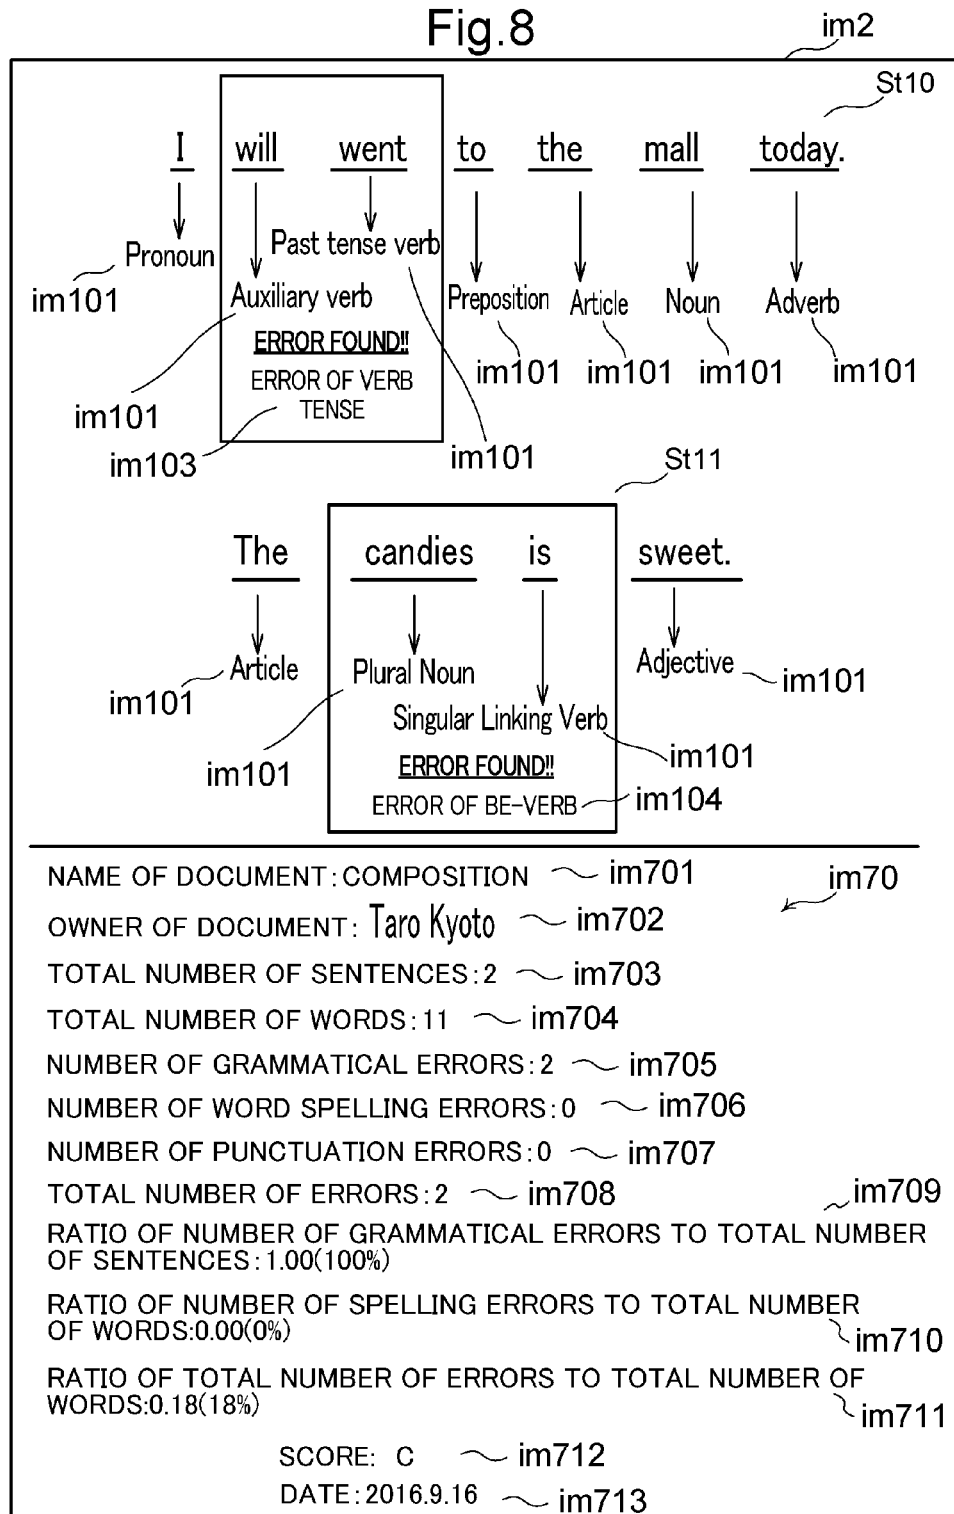 Fig.8
im2
St10
I will went to the mall today.
Pronoun
Past tense verb
im101
Auxiliary verb
Preposition
Article
Noun
Adverb
ERROR FOUND!!
im101
im101
im101
im101
ERROR OF VERB
TENSE
im101
im103
im101
St11
The candies is sweet.
Article
Plural Noun
Adjective
im101
im101
Singular Linking Verb
im101
ERROR FOUND!!
im101
ERROR OF BE-VERB
im104
NAME OF DOCUMENT:COMPOSITION im701
im70
OWNER OF DOCUMENT: Taro Kyoto im702
TOTAL NUMBER OF SENTENCES:2 im703
TOTAL NUMBER OF WORDS:11 im704
NUMBER OF GRAMMATICAL ERRORS:2 im705
NUMBER OF WORD SPELLING ERRORS:0 im706
NUMBER OF PUNCTUATION ERRORS:0 im707
TOTAL NUMBER OF ERRORS:2 im708
im709
RATIO OF NUMBER OF GRAMMATICAL ERRORS TO TOTAL NUMBER
OF SENTENCES:1.00(100%)
RATIO OF NUMBER OF SPELLING ERRORS TO TOTAL NUMBER
OF WORDS:0.00(0%) im710
RATIO OF TOTAL NUMBER OF ERRORS TO TOTAL NUMBER OF
WORDS:0.18(18%) im711
SCORE: C im712
DATE:2016.9.16 im713